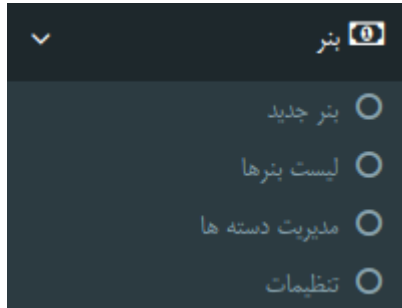 بنر
بنر جدید
لیست بنرها
مدیریت دسته ها
تنظیمات